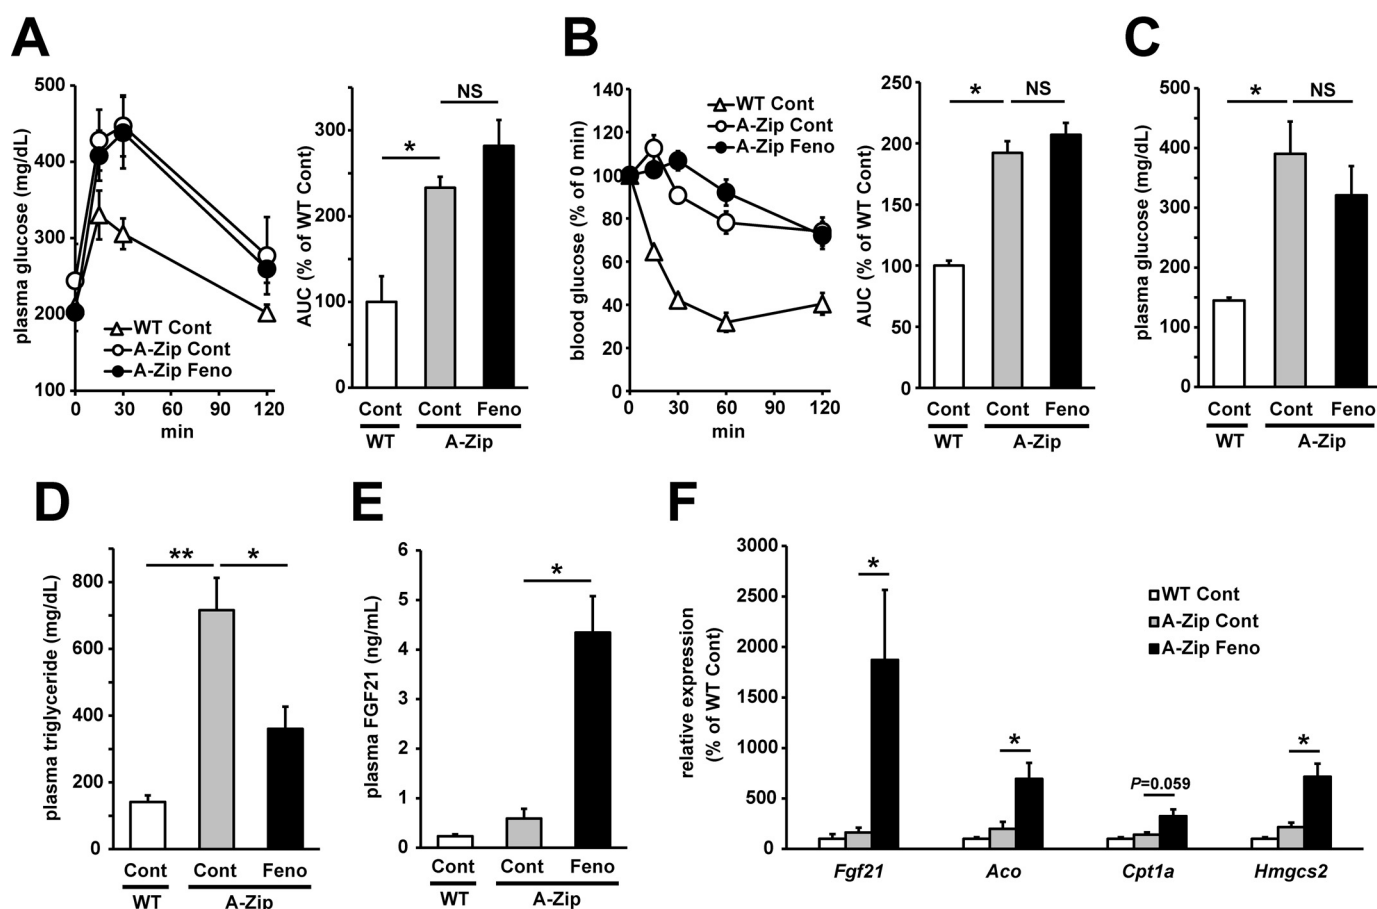 A
plasma glucose (mg/dL)
500
400
300
200
100
0 30 60 90 120
min
WT Cont
A-Zip Cont
A-Zip Feno
AUC (% of WT Cont)
300
200
100
0
*
NS
Cont Cont Feno
WT A-Zip
B
blood glucose (% of 0 min)
140
120
100
80
60
40
20
0
0 30 60 90 120
min
WT Cont
A-Zip Cont
A-Zip Feno
AUC (% of WT Cont)
250
200
150
100
50
0
*
NS
Cont Cont Feno
WT A-Zip
C
plasma glucose (mg/dL)
500
400
300
200
100
0
*
NS
Cont Cont Feno
WT A-Zip
D
plasma triglyceride (mg/dL)
800
600
400
200
0
**
*
Cont Cont Feno
WT A-Zip
E
plasma FGF21 (ng/mL)
6
5
4
3
2
1
0
*
Cont Cont Feno
WT A-Zip
F
relative expression
(% of WT Cont)
3000
2500
2000
1500
1000
500
0
*
*
P=0.059
*
WT Cont
A-Zip Cont
A-Zip Feno
Fgf21 Aco Cpt1a Hmgcs2